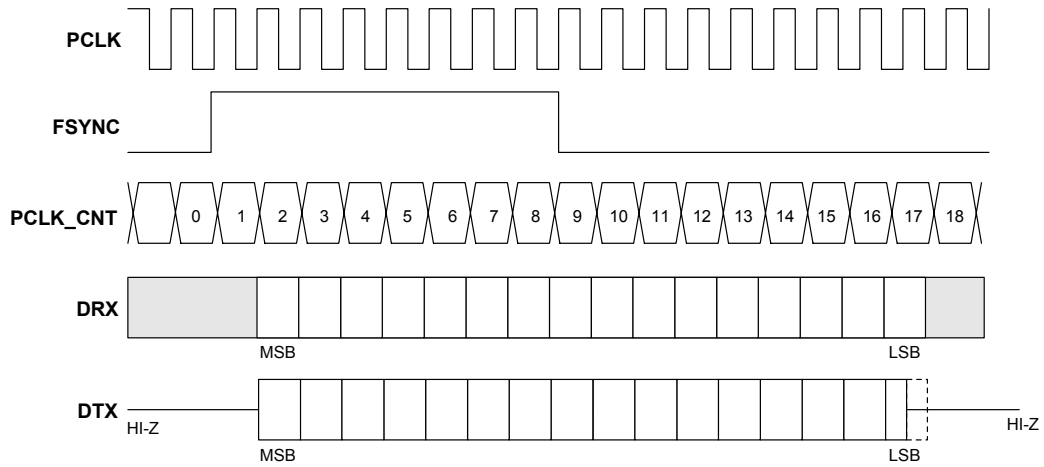 PCLK
FSYNC
PCLK_CNT 0 1 2 3 4 5 6 7 8 9 10 11 12 13 14 15 16 17 18
DRX
MSB LSB
DTX
HI-Z HI-Z
MSB LSB